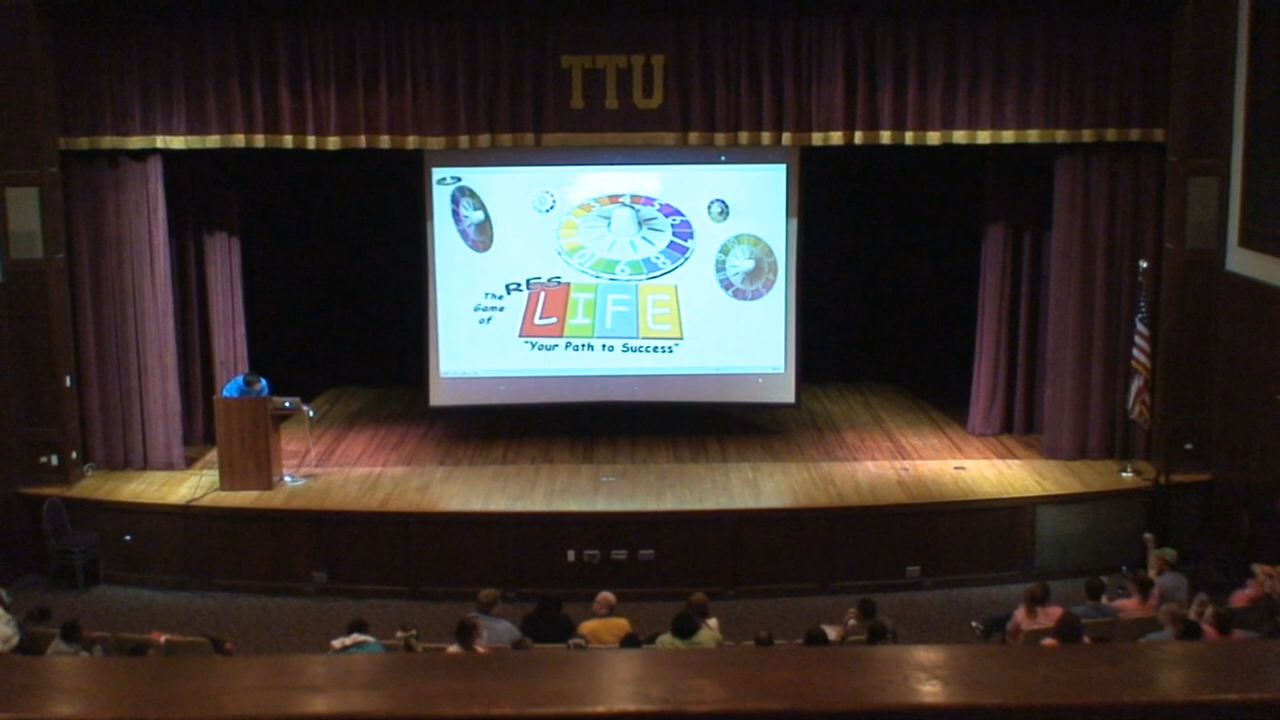 TTU
RES
The
Game
of
LIFE
"Your Path to Success"